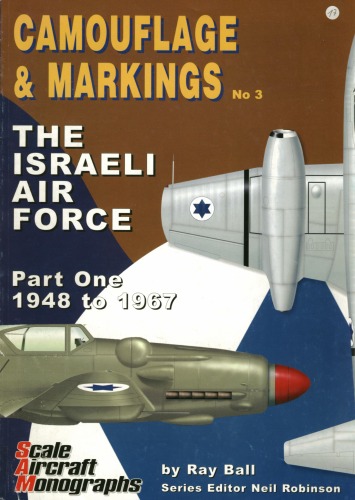 CAMOUFLAGE
& MARKINGS
No 3
THE
ISRAELI
AIR
FORCE
Part One
1948 to 1967
Scale
Aircraft
Monographs
by Ray Ball
Series Editor Neil Robinson